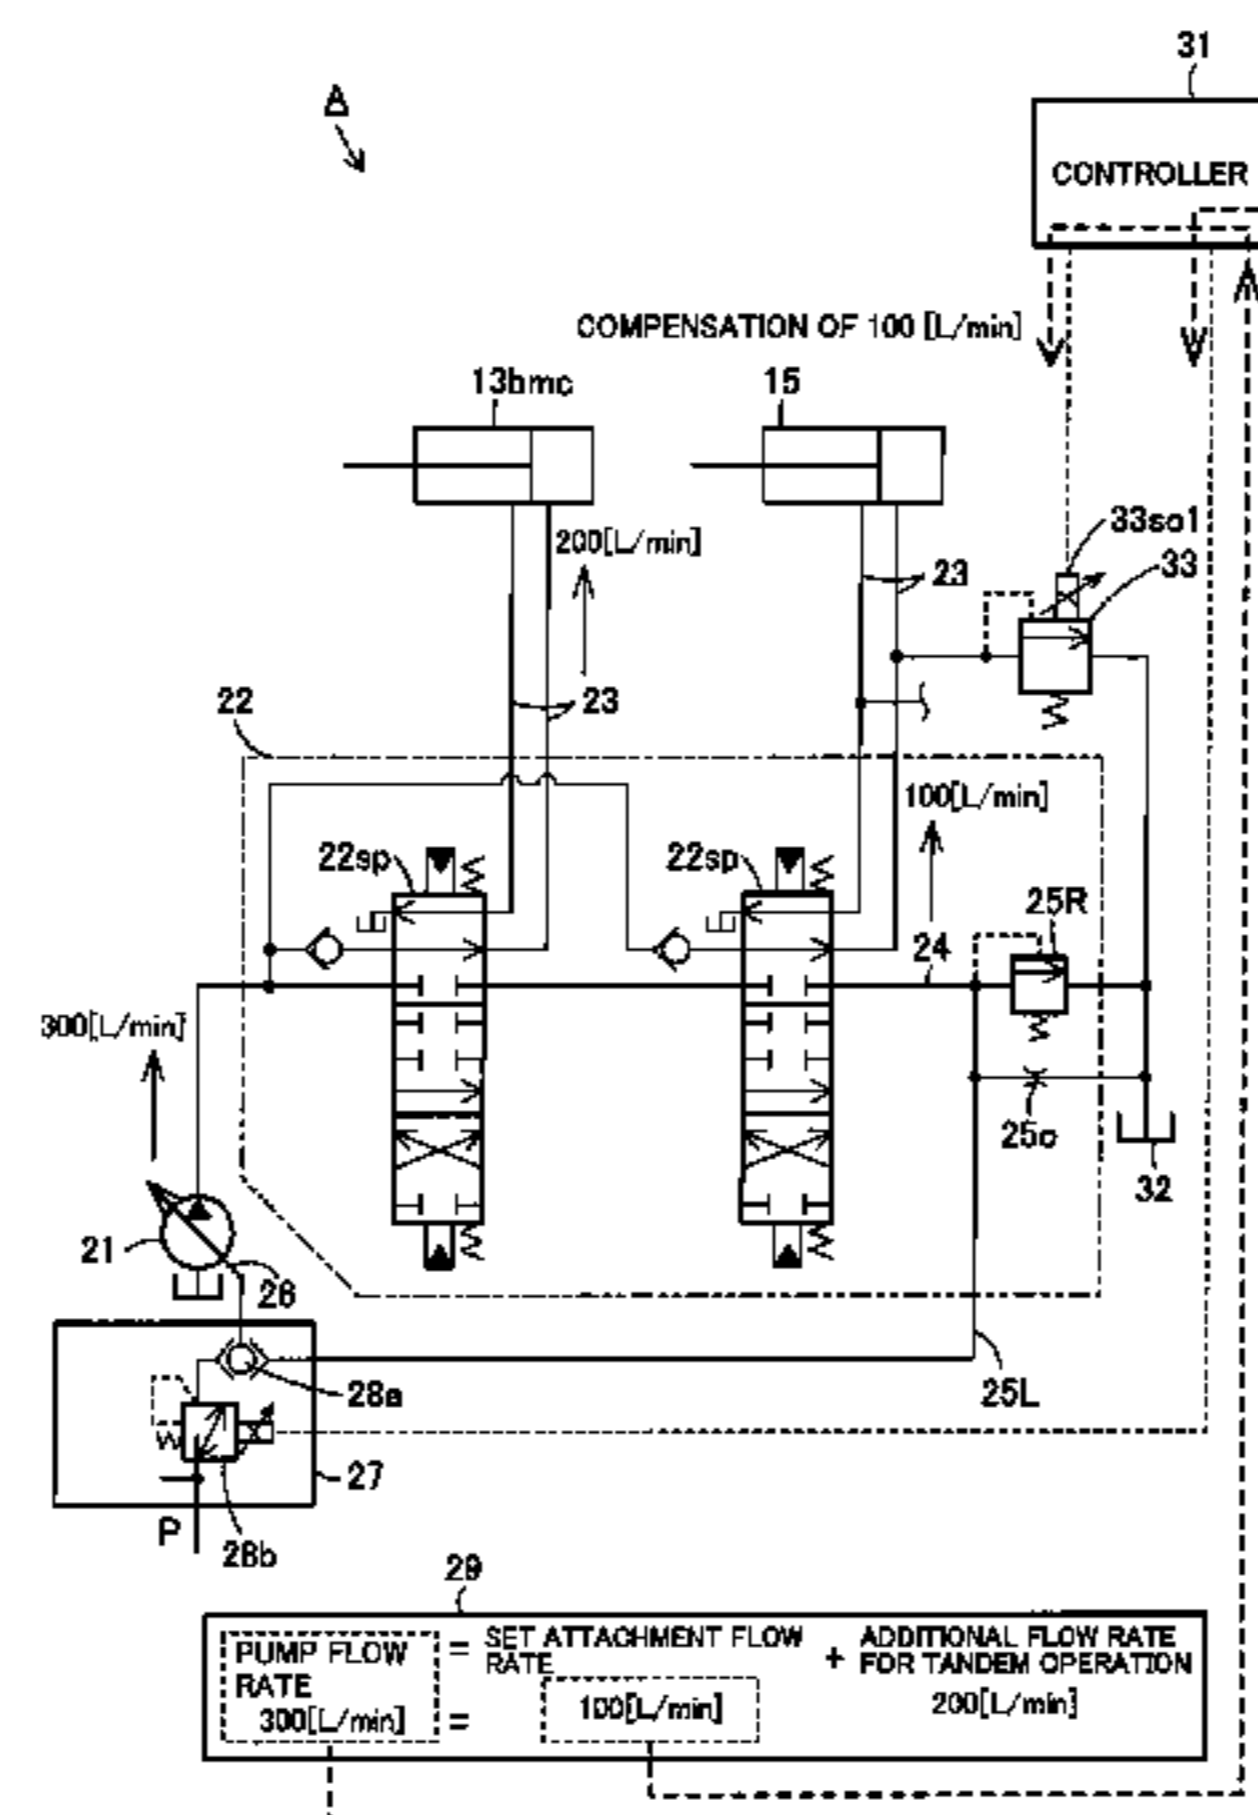 31
A
CONTROLLER
COMPENSATION OF 100 [L/min]
13bmc
15
200[L/min]
33so1
33
23
23
22
100[L/min]
22sp
22sp
25R
24
300[L/min]
25o
32
21
26
28a
25L
27
P
28b
29
PUMP FLOW
RATE
= SET ATTACHMENT FLOW
RATE
+ ADDITIONAL FLOW RATE
FOR TANDEM OPERATION
300[L/min] = 100[L/min] 200[L/min]